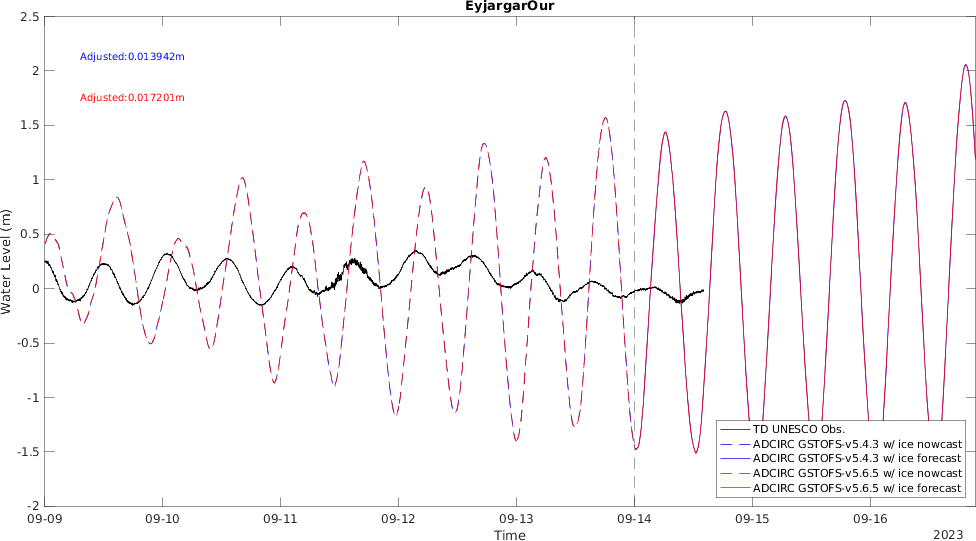 EyjargarOur
Adjusted:0.013942m
Adjusted:0.017201m
Water Level (m)
2.5
2
1.5
1
0.5
0
-0.5
-1
-1.5
-2
TD UNESCO Obs.
ADCIRC GSTOFS-v5.4.3 w/ ice nowcast
ADCIRC GSTOFS-v5.4.3 w/ ice forecast
ADCIRC GSTOFS-v5.6.5 w/ ice nowcast
ADCIRC GSTOFS-v5.6.5 w/ ice forecast
09-09 09-10 09-11 09-12 09-13 09-14 09-15 09-16
Time
2023